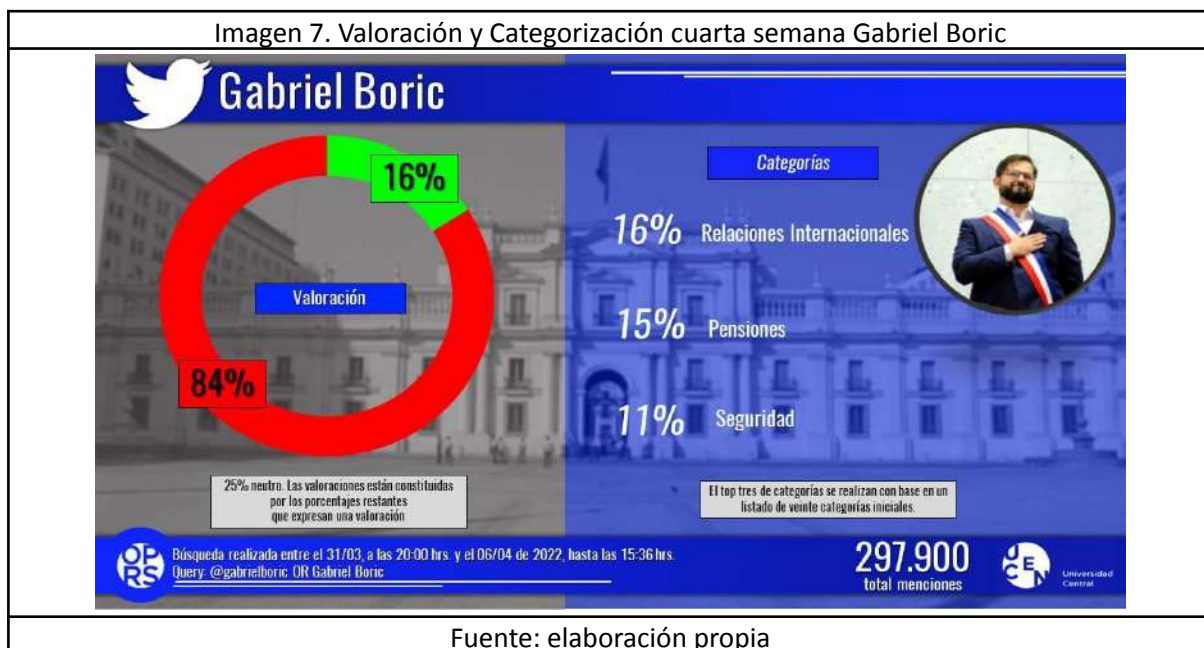 Imagen 7. Valoración y Categorización cuarta semana Gabriel Boric
Gabriel Boric
16%
Valoración
84%
25% neutro. Las valoraciones están constituidas
por los porcentajes restantes
que expresan una valoración
Categorías
16% Relaciones Internacionales
15% Pensiones
11% Seguridad
El top tres de categorías se realizan con base en un
listado de veinte categorías iniciales.
OP
RS
Búsqueda realizada entre el 31/03, a las 20:00 hrs. y el 06/04 de 2022, hasta las 15:36 hrs.
Query: @gabrielboric OR Gabriel Boric
297.900
total menciones
UCEN
Universidad
Central
Fuente: elaboración propia